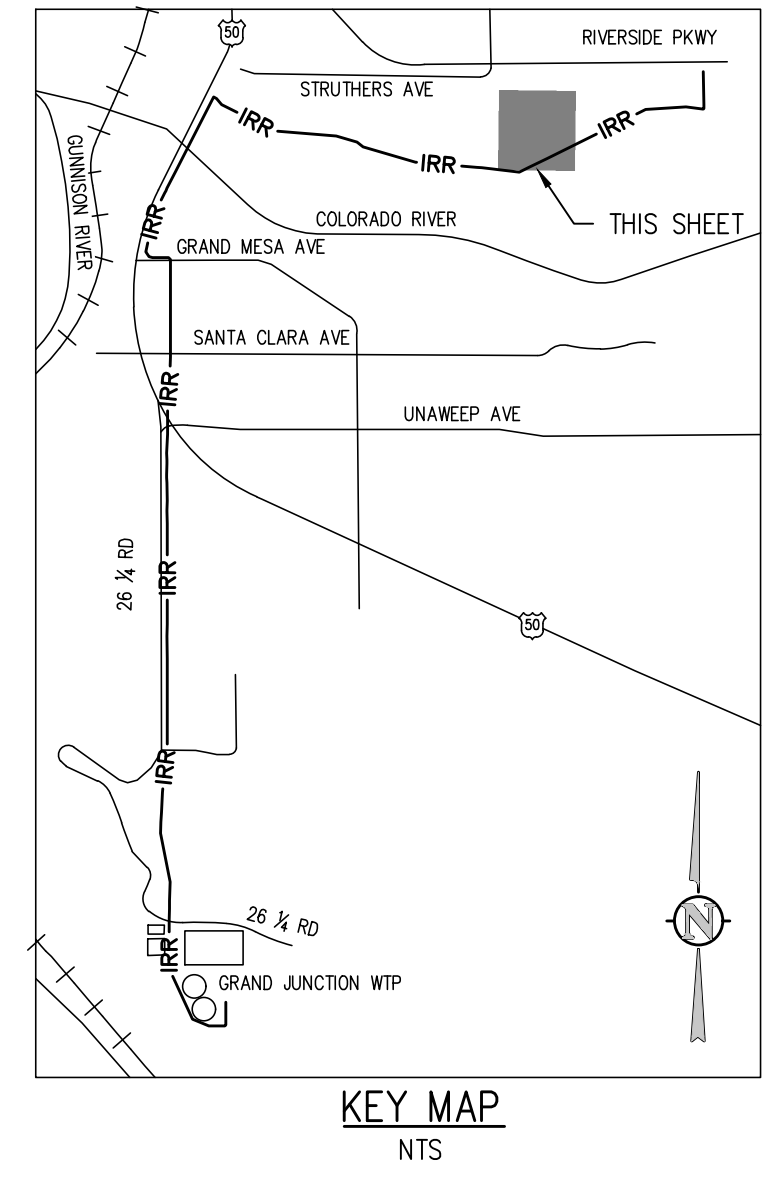 50
RIVERSIDE PKWY
STRUTHERS AVE
IRR
IRR
IRR
GUNNISON RIVER
IRR
COLORADO RIVER
THIS SHEET
GRAND MESA AVE
SANTA CLARA AVE
IRR
UNAWEEP AVE
26 ¼ RD
IRR
50
IRR
26 ¼ RD
N
IRR
GRAND JUNCTION WTP
KEY MAP
NTS